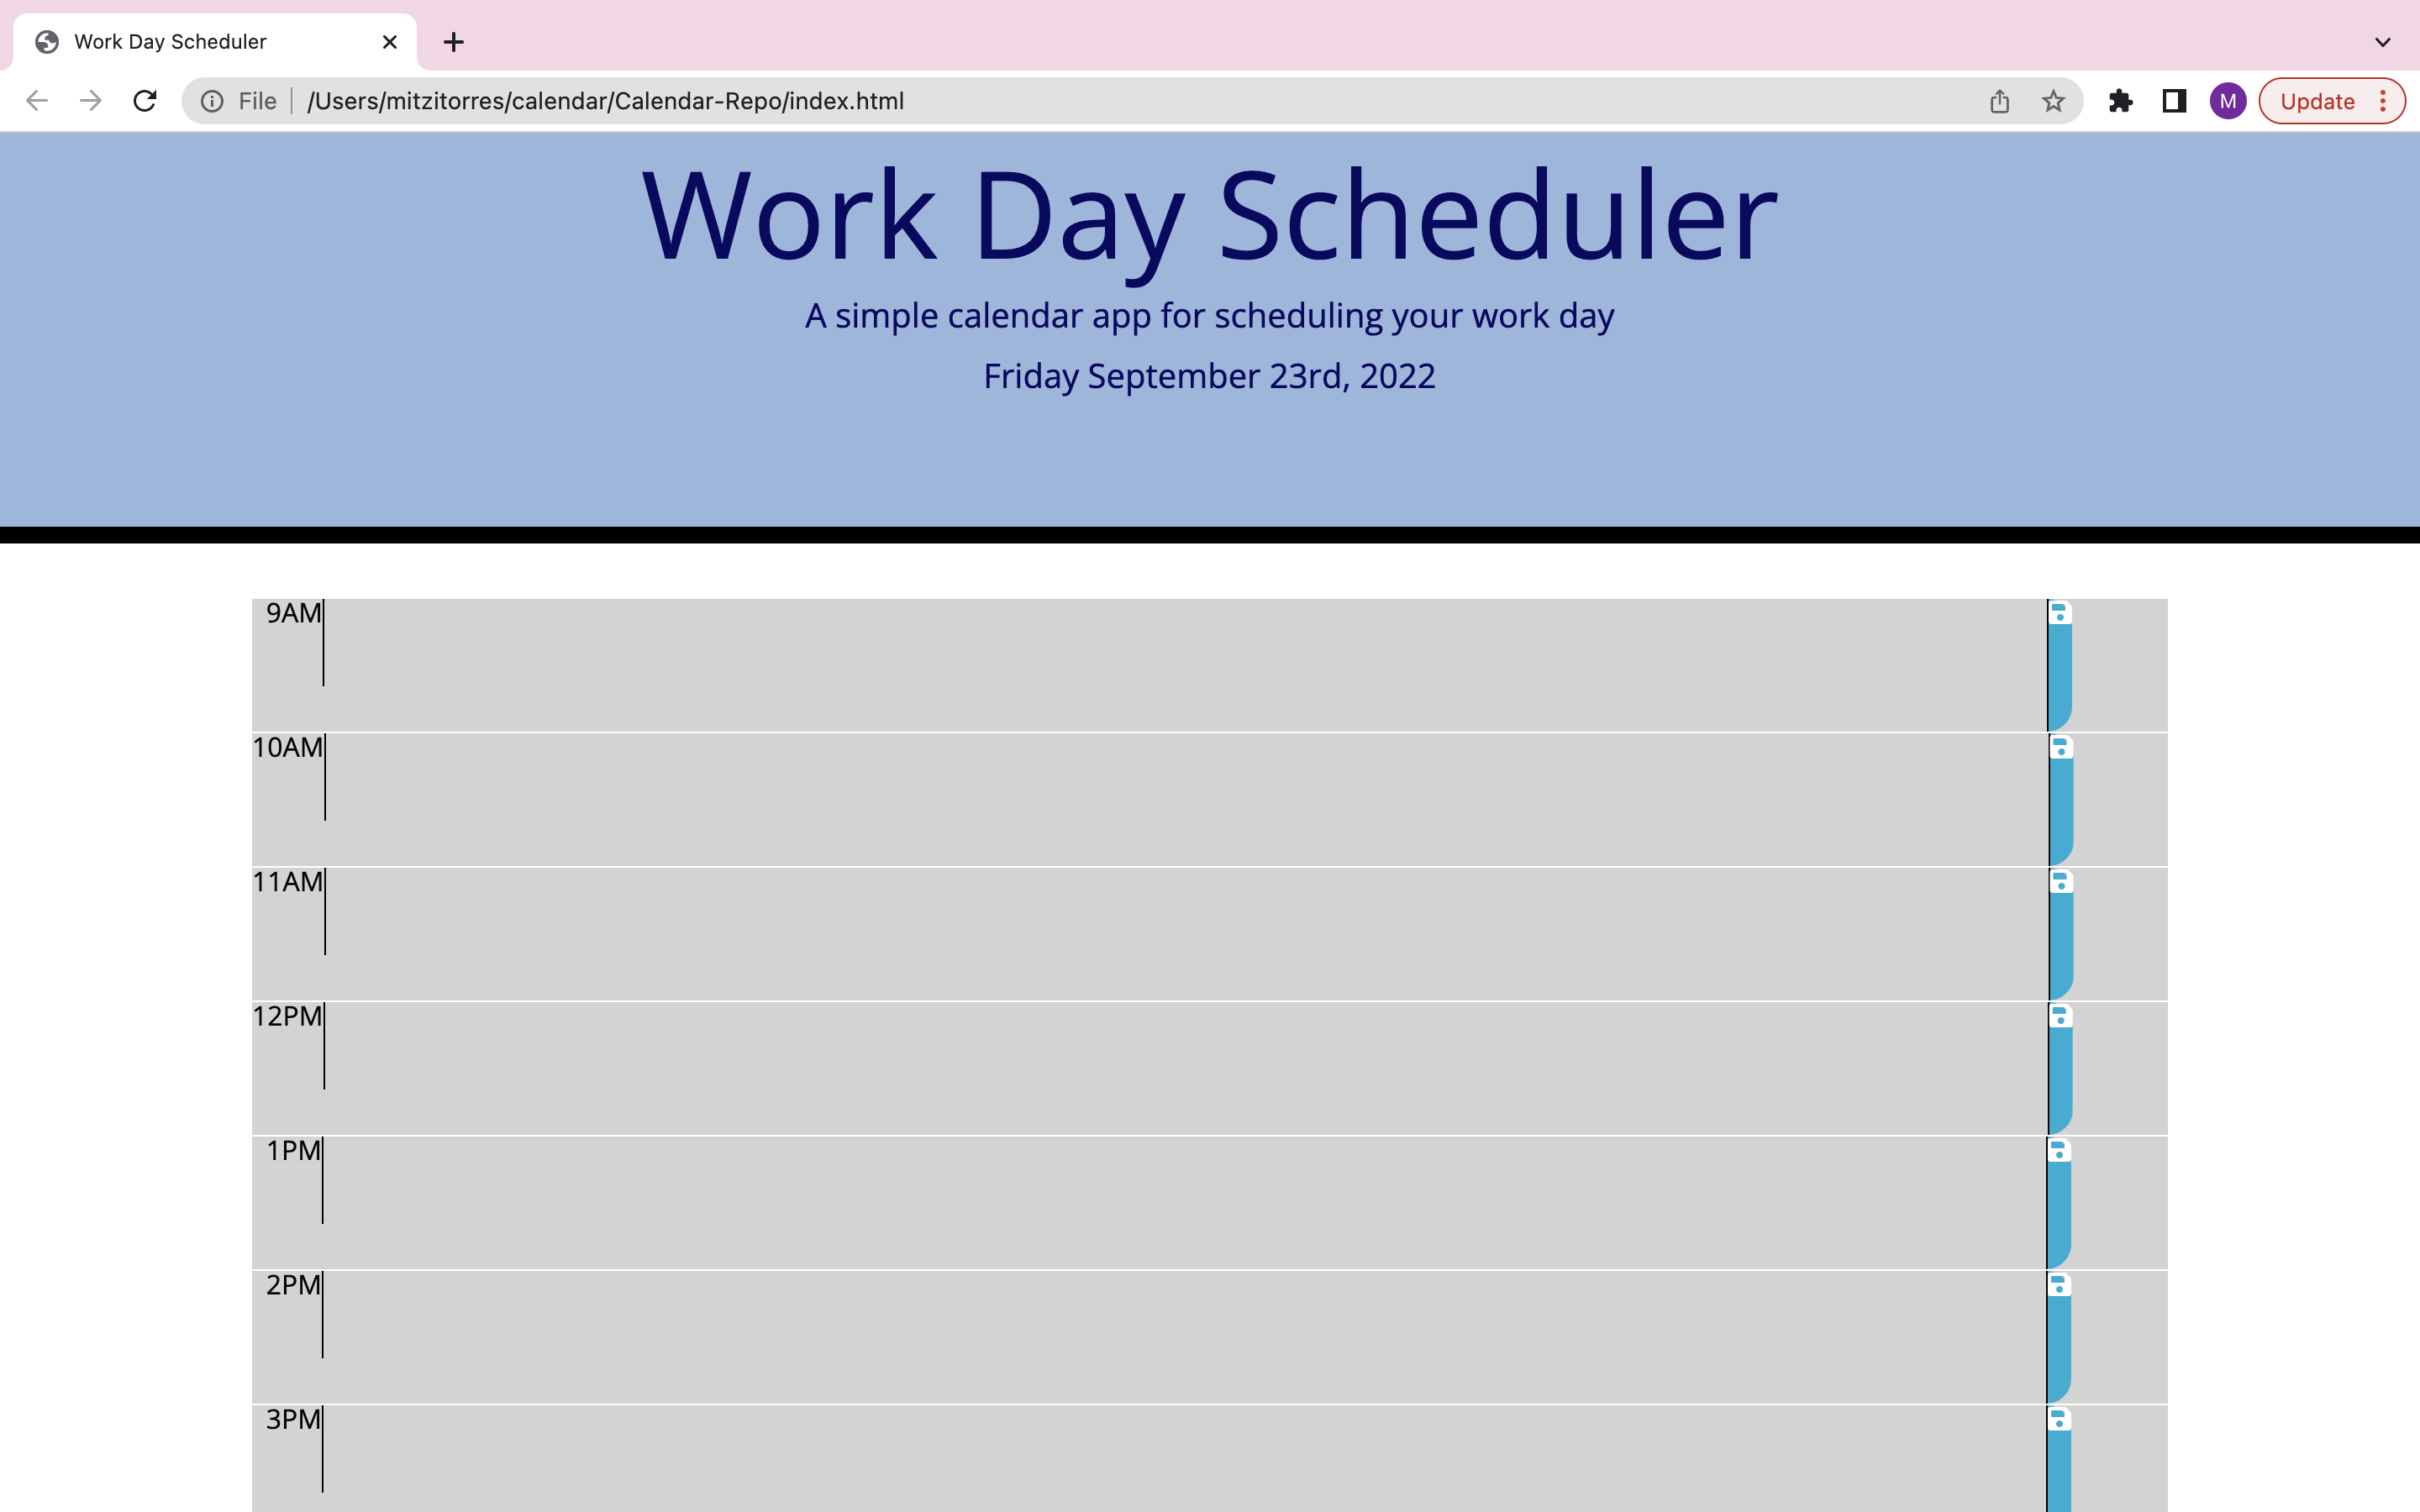 Work Day Scheduler
File /Users/mitzitorres/calendar/Calendar-Repo/index.html M Update
Work Day Scheduler
A simple calendar app for scheduling your work day
Friday September 23rd, 2022
9AM
10AM
11AM
12PM
1PM
2PM
3PM